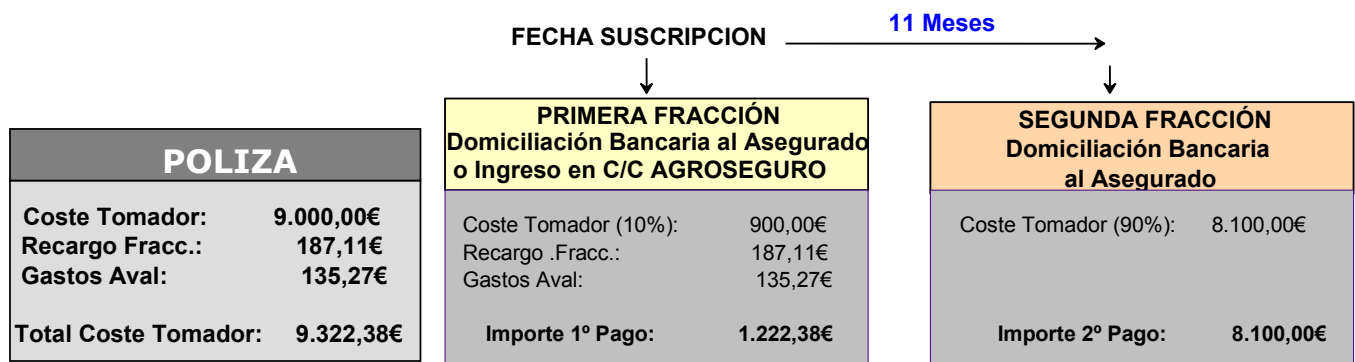 FECHA SUSCRIPCION
11 Meses
POLIZA
Coste Tomador: 9.000,00€
Recargo Fracc.: 187,11€
Gastos Aval: 135,27€
Total Coste Tomador: 9.322,38€
PRIMERA FRACCIÓN
Domiciliación Bancaria al Asegurado
o Ingreso en C/C AGROSEGURO
Coste Tomador (10%): 900,00€
Recargo .Fracc.: 187,11€
Gastos Aval: 135,27€
Importe 1º Pago: 1.222,38€
SEGUNDA FRACCIÓN
Domiciliación Bancaria
al Asegurado
Coste Tomador (90%): 8.100,00€
Importe 2º Pago: 8.100,00€